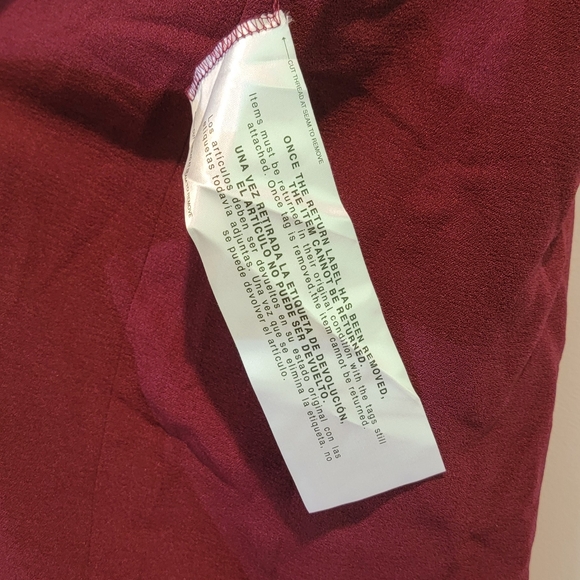 CUT THREAD AT SEAM TO REMOVE
ONCE THE RETURN LABEL HAS BEEN REMOVED,
THE ITEM CANNOT BE RETURNED.
Items must be returned in their original condition with the tags still
attached. Once tag is removed,the item cannot be returned.
UNA VEZ RETIRADA LA ETIQUETA DE DEVOLUCIÓN,
EL ARTÍCULO NO PUEDE SER DEVUELTO.
Los artículos deben ser devueltos en su estado original con las
etiquetas todavía adjuntas. Una vez que se elimina la etiqueta, no
se puede devolver el artículo.